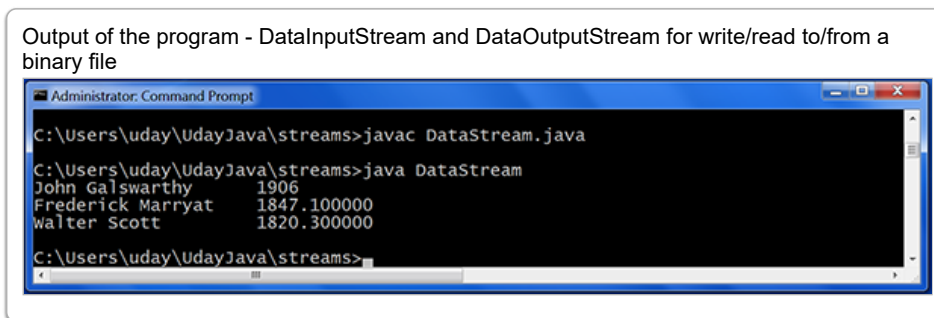 Output of the program - DataInputStream and DataOutputStream for write/read to/from a
binary file
Administrator: Command Prompt
C:\Users\uday\UdayJava\streams>javac DataStream.java
C:\Users\uday\UdayJava\streams>java DataStream
John Galswarthy 1906
Frederick Marryat 1847.100000
Walter Scott 1820.300000
C:\Users\uday\UdayJava\streams>